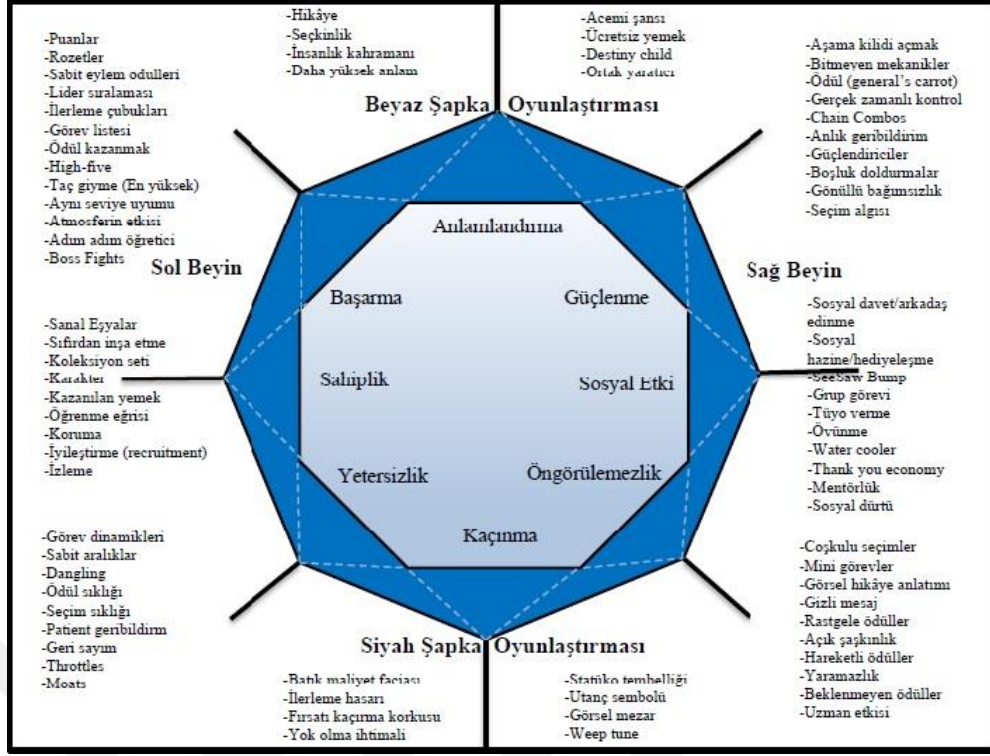 -Hikâye
-Seçkinlik
-İnsanlık kahramanı
-Daha yüksek anlam
-Acemi şansı
-Ücretsiz yemek
-Destiny child
-Ortak yaratıcı
-Puanlar
-Rozetler
-Sabit eylem odulleri
-Lider sıralaması
-İlerleme çubukları
-Görev listesi
-Ödül kazanmak
-High-five
-Taç giyme (En yüksek)
-Aynı seviye uyumu
-Atmosferin etkisi
-Adım adım öğretici
-Boss Fights
-Aşama kilidi açmak
-Bitmeyen mekanikler
-Ödül (general's carrot)
-Gerçek zamanlı kontrol
-Chain Combos
-Anlık geribildirim
-Güçlendiriciler
-Boşluk doldurmalar
-Gönüllü bağımsızlık
-Seçim algısı
Beyaz Şapka Oyunlaştırması
Sol Beyin
Sağ Beyin
Anlamlandırma
Başarma
Güçlenme
Sahiplik
Sosyal Etki
Yetersizlik
Öngörülemezlik
Kaçınma
-Sanal Eşyalar
-Sıfırdan inşa etme
-Koleksiyon seti
-Karakter
-Kazanılan yemek
-Öğrenme eğrisi
-Koruma
-İyileştirme (recruitment)
-İzleme
-Sosyal davet/arkadaş
edinme
-Sosyal
hazine/hediyeleşme
-SeeSaw Bump
-Grup görevi
-Tüyo verme
-Övünme
-Water cooler
-Thank you economy
-Mentörlük
-Sosyal dürtü
-Görev dinamikleri
-Sabit aralıklar
-Dangling
-Ödül sıklığı
-Seçim sıklığı
-Patient geribildirm
-Geri sayım
-Throttles
-Moats
-Coşkulu seçimler
-Mini görevler
-Görsel hikâye anlatımı
-Gizli mesaj
-Rastgele ödüller
-Açık şaşkınlık
-Hareketli ödüller
-Yaramazlık
-Beklenmeyen ödüller
-Uzman etkisi
Siyah Şapka Oyunlaştırması
-Batık maliyet faciası
-İlerleme hasarı
-Fırsatı kaçırma korkusu
-Yok olma ihtimali
-Statüko tembelliği
-Utanç sembolü
-Görsel mezar
-Weep tune